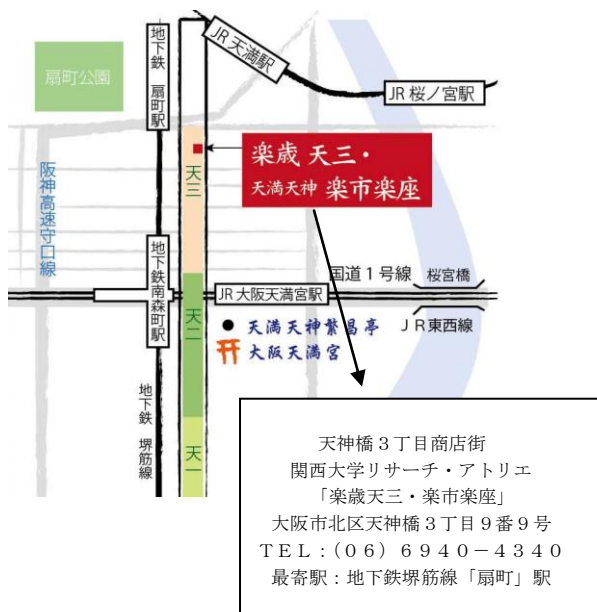 JR 天満駅
地下鉄 扇町駅
扇町公園
JR 桜ノ宮駅
楽歳 天三・
天満天神 楽市楽座
天三
阪神高速守口線
地下鉄南森町駅
国道1号線
桜宮橋
JR 大阪天満宮駅
天二
天満天神繁昌亭
JR東西線
大阪天満宮
地下鉄 堺筋線
天一
天神橋3丁目商店街
関西大学リサーチ・アトリエ
「楽歳天三・楽市楽座」
大阪市北区天神橋3丁目9番9号
TEL:(06)6940-4340
最寄駅:地下鉄堺筋線「扇町」駅